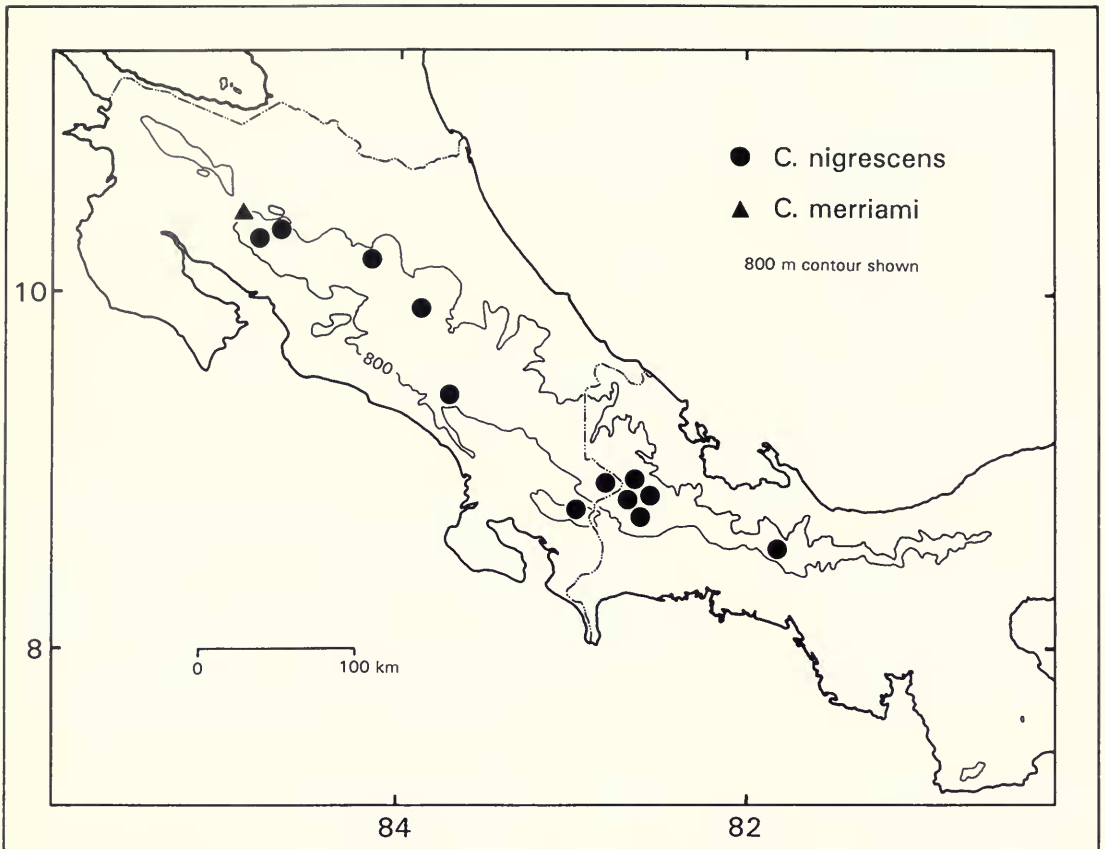 C. nigrescens
C. merriami
800 m contour shown
10
800
8
0 100 km
84 82